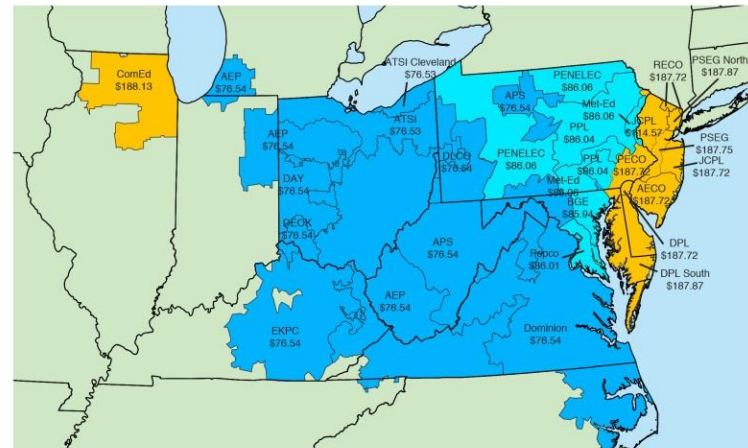 ComEd
$188.13
AEP
$76.54
ATSI Cleveland
$76.53
ATSI
$76.53
AEP
$76.54
DAY
$76.54
DEOK
$76.54
DLCO
$76.54
APS
$76.54
PENELEC
$86.06
PENELEC
$86.06
Met-Ed
$86.06
PPL
$86.04
PPL
$86.04
Met-Ed
$86.06
BGE
$85.94
Pepco
$86.01
APS
$76.54
AEP
$76.54
EKPC
$76.54
Dominion
$76.54
RECO
$187.72
PSEG North
$187.87
JCPL
PSEG
$187.75
JCPL
$187.72
PECO
$187.72
AECO
$187.72
DPL
$187.72
DPL South
$187.87